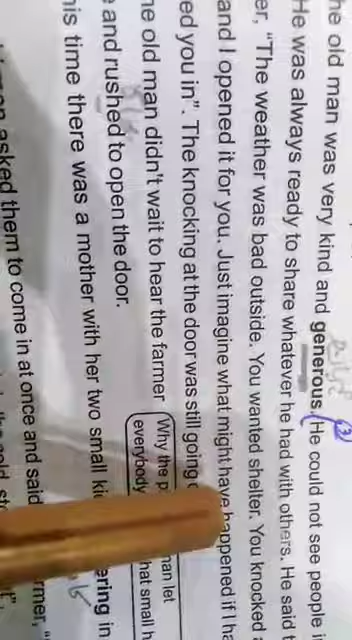 he old man was very kind and generous. He could not see people i
He was always ready to share whatever he had with others. He said t
er, "The weather was bad outside. You wanted shelter. You knocked
and I opened it for you. Just imagine what might have happened if I ha
ed you in". The knocking at the door was still going
he old man didn't wait to hear the farmer
and rushed to open the door.
his time there was a mother with her two small ering in
asked them to come in at once and said rmer, "
Why the
everybody
man let
hat small h